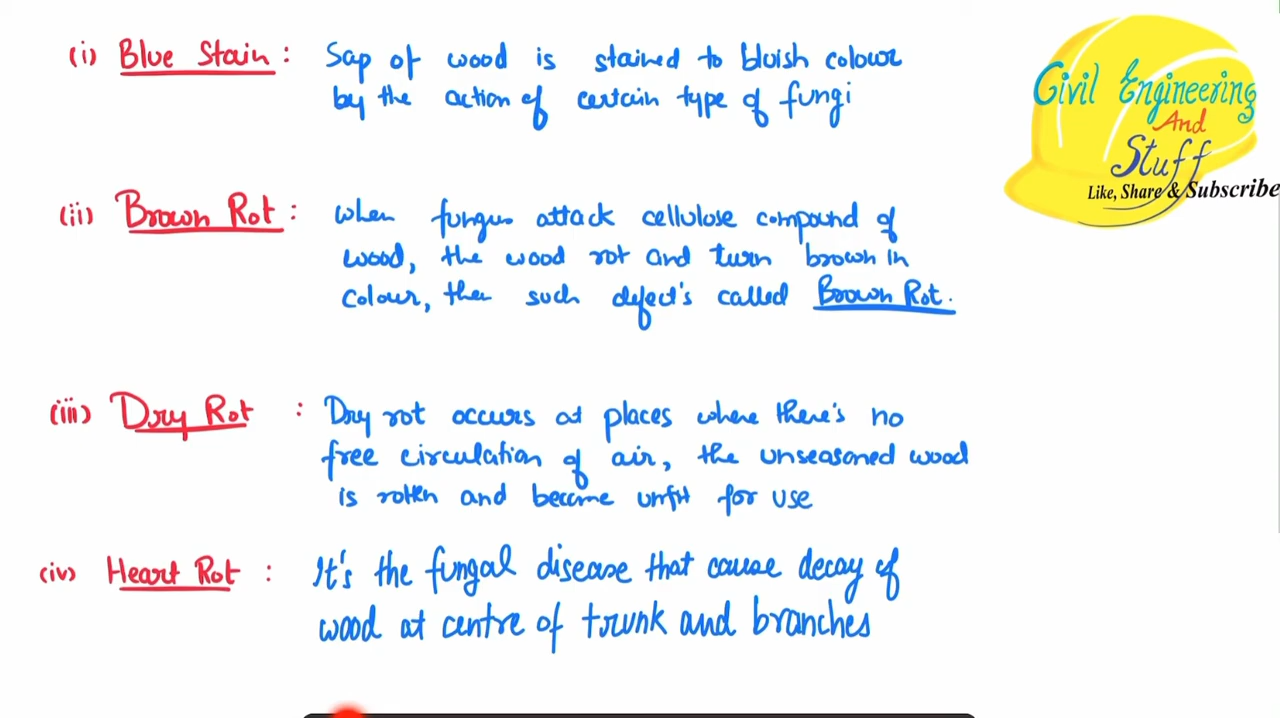 (i) Blue Stain : Sap of wood is stained to bluish colour
by the action of certain type of fungi
(ii) Brown Rot : When fungus attack cellulose compound of
wood, the wood rot and turn brown in
colour, then such defect's called Brown Rot.
(iii) Dry Rot : Dry rot occurs at places where there's no
free circulation of air, the unseasoned wood
is rotten and become unfit for use
(iv) Heart Rot : It's the fungal disease that cause decay of
wood at centre of trunk and branches
Civil Engineering
And
Stuff
Like, Share & Subscribe